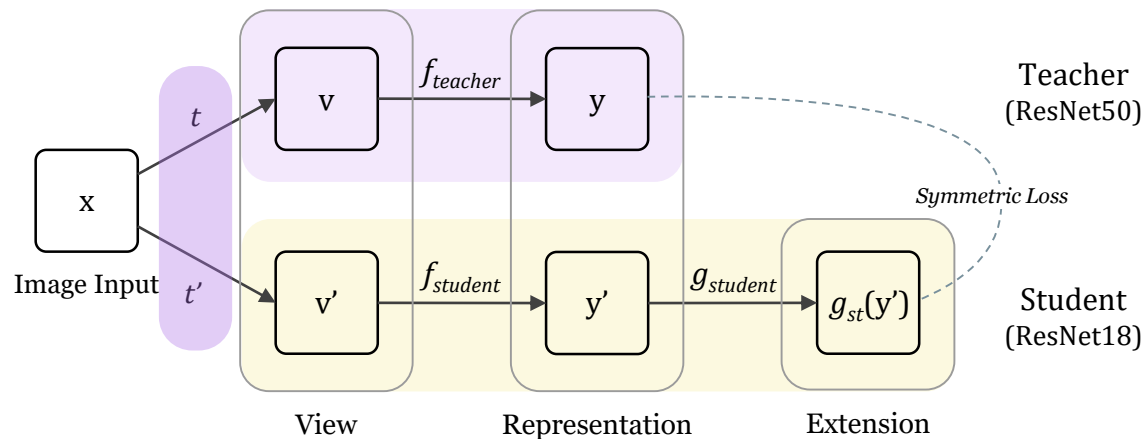 t
v
f_teacher
y
Teacher
(ResNet50)
x
Image Input
Symmetric Loss
t’
v’
f_student
y’
g_student
g_st(y’)
Student
(ResNet18)
View
Representation
Extension